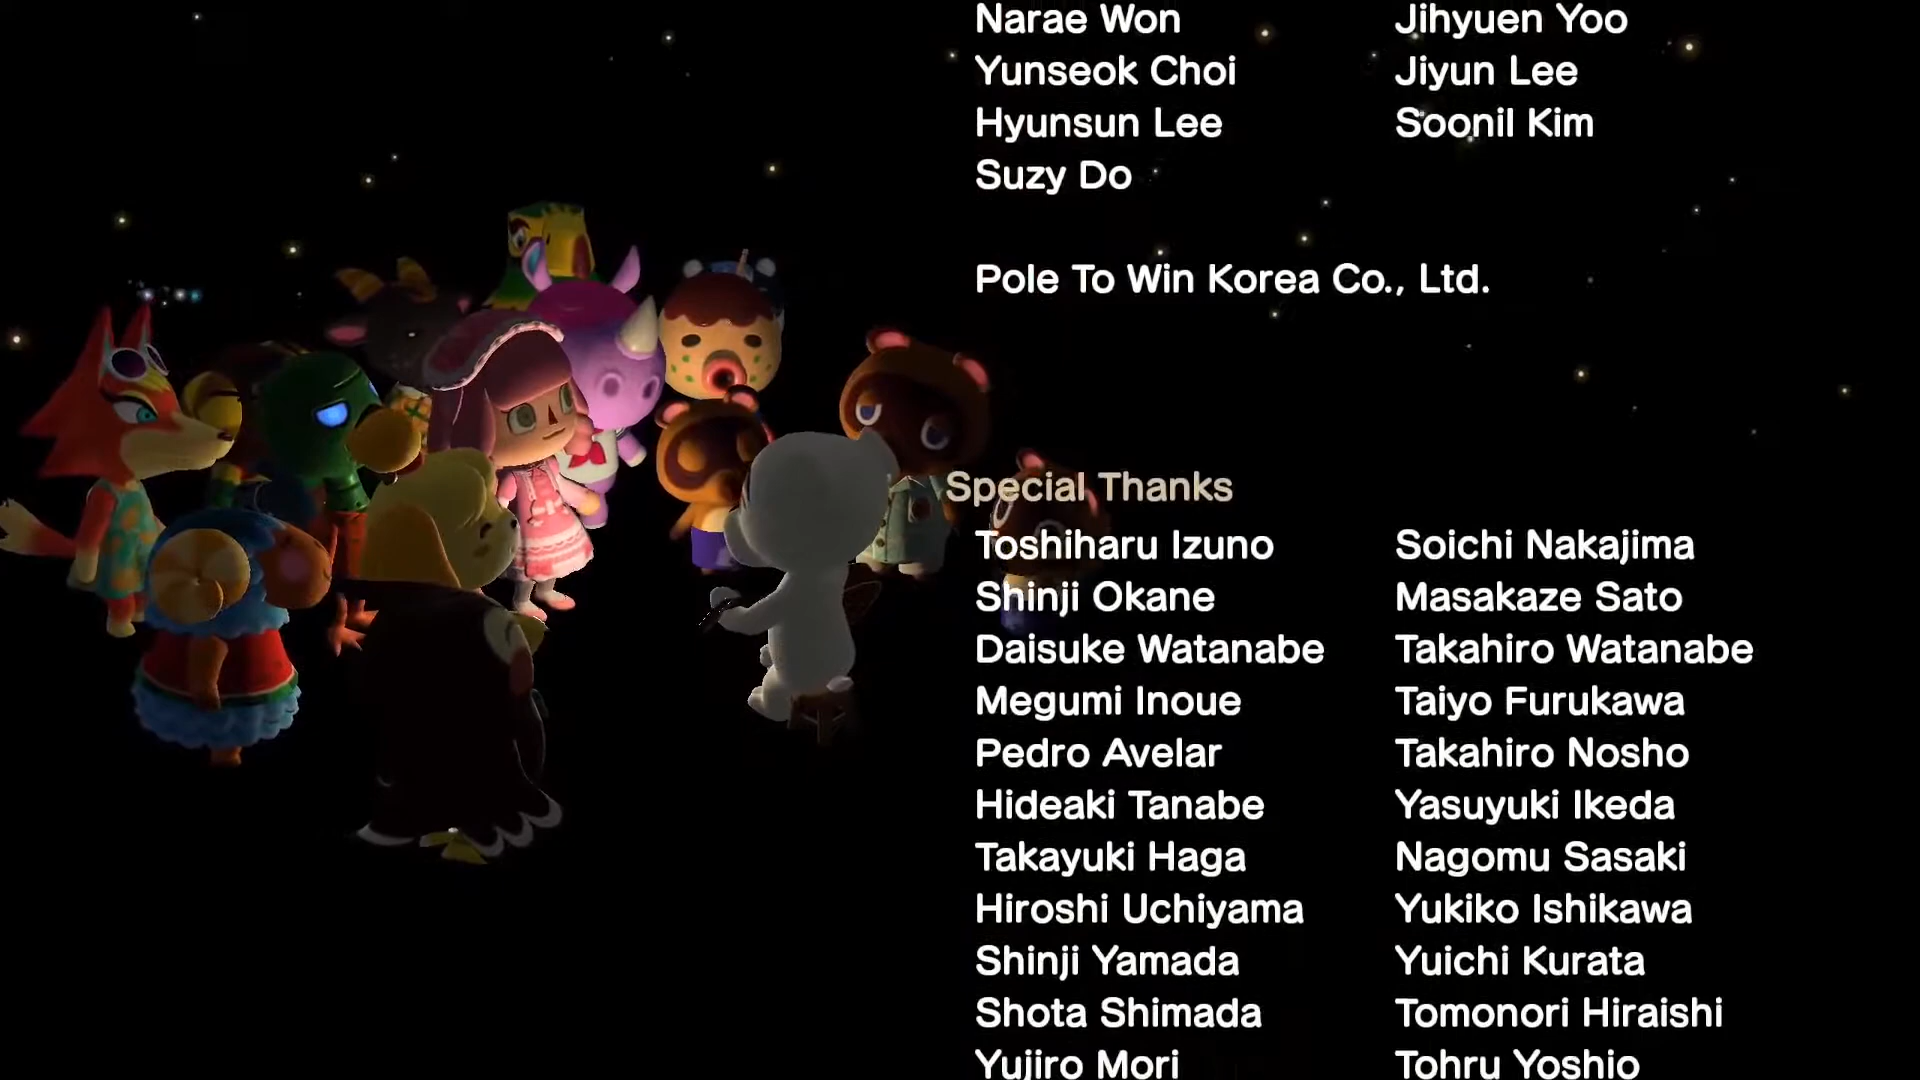 Narae Won Jihyuen Yoo
Yunseok Choi Jiyun Lee
Hyunsun Lee Soonil Kim
Suzy Do
Pole To Win Korea Co., Ltd.
Special Thanks
Toshiharu Izuno Soichi Nakajima
Shinji Okane Masakaze Sato
Daisuke Watanabe Takahiro Watanabe
Megumi Inoue Taiyo Furukawa
Pedro Avelar Takahiro Nosho
Hideaki Tanabe Yasuyuki Ikeda
Takayuki Haga Nagomu Sasaki
Hiroshi Uchiyama Yukiko Ishikawa
Shinji Yamada Yuichi Kurata
Shota Shimada Tomonori Hiraishi
Yujiro Mori Tohru Yoshio